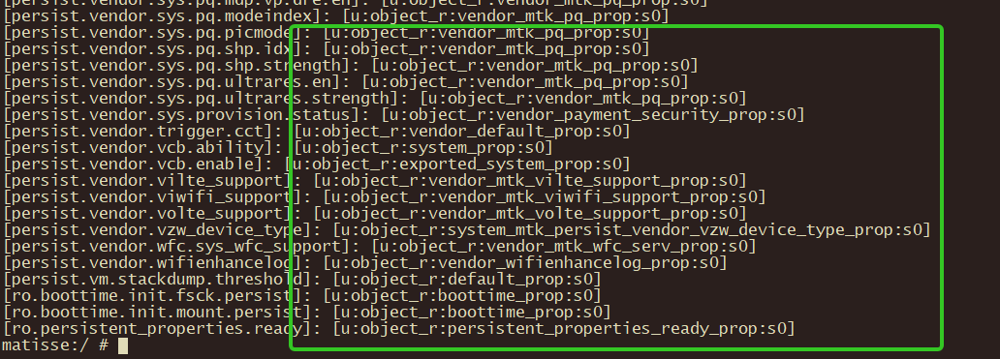 [persist.vendor.sys.pq.mdp.vp.dre.en]: [u:object_r:vendor_mtk_pq_prop:s0]
[persist.vendor.sys.pq.modeindex]: [u:object_r:vendor_mtk_pq_prop:s0]
[persist.vendor.sys.pq.picmode]: [u:object_r:vendor_mtk_pq_prop:s0]
[persist.vendor.sys.pq.shp.idx]: [u:object_r:vendor_mtk_pq_prop:s0]
[persist.vendor.sys.pq.shp.strength]: [u:object_r:vendor_mtk_pq_prop:s0]
[persist.vendor.sys.pq.ultrares.en]: [u:object_r:vendor_mtk_pq_prop:s0]
[persist.vendor.sys.pq.ultrares.strength]: [u:object_r:vendor_mtk_pq_prop:s0]
[persist.vendor.sys.provision.status]: [u:object_r:vendor_payment_security_prop:s0]
[persist.vendor.trigger.cct]: [u:object_r:vendor_default_prop:s0]
[persist.vendor.vcb.ability]: [u:object_r:system_prop:s0]
[persist.vendor.vcb.enable]: [u:object_r:exported_system_prop:s0]
[persist.vendor.vilte_support]: [u:object_r:vendor_mtk_vilte_support_prop:s0]
[persist.vendor.viwifi_support]: [u:object_r:vendor_mtk_viwifi_support_prop:s0]
[persist.vendor.volte_support]: [u:object_r:vendor_mtk_volte_support_prop:s0]
[persist.vendor.vzw_device_type]: [u:object_r:system_mtk_persist_vendor_vzw_device_type_prop:s0]
[persist.vendor.wfc.sys_wfc_support]: [u:object_r:vendor_mtk_wfc_serv_prop:s0]
[persist.vendor.wifienhancelog]: [u:object_r:vendor_wifienhancelog_prop:s0]
[persist.vm.stackdump.threshold]: [u:object_r:default_prop:s0]
[ro.boottime.init.fsck.persist]: [u:object_r:boottime_prop:s0]
[ro.boottime.init.mount.persist]: [u:object_r:boottime_prop:s0]
[ro.persistent_properties.ready]: [u:object_r:persistent_properties_ready_prop:s0]
matisse:/ #